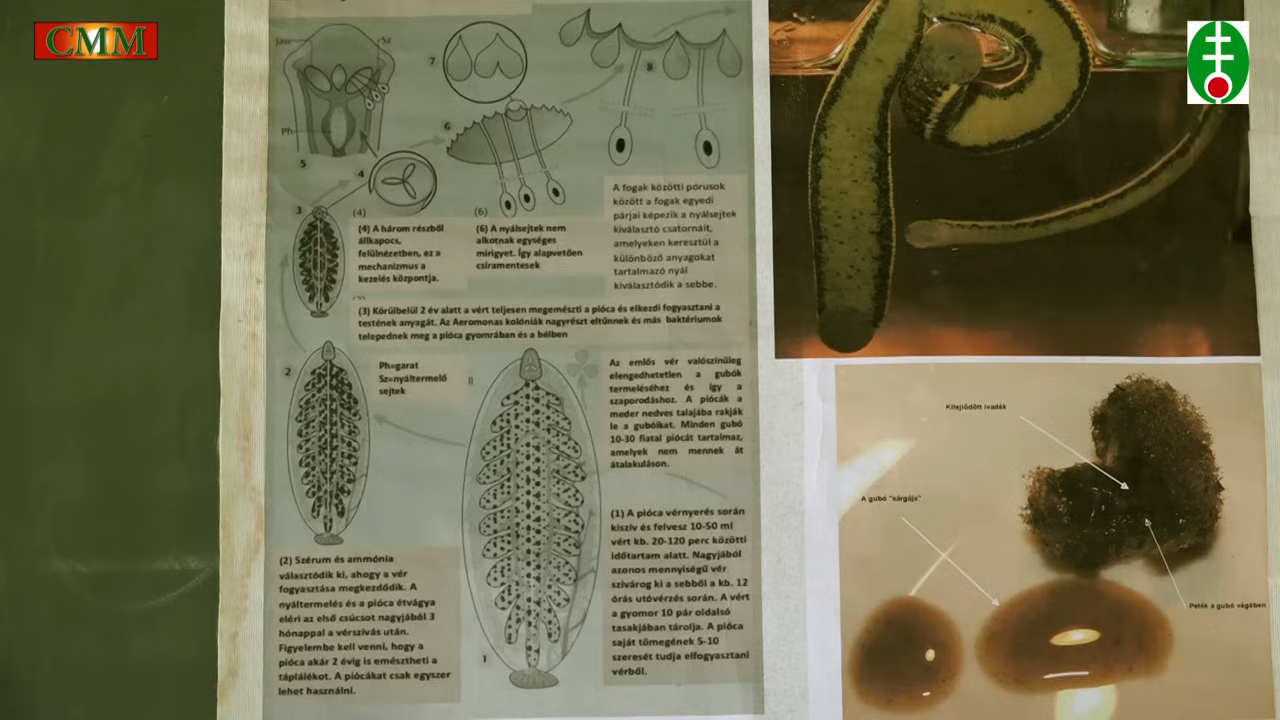 CMM
Jaw
Sz
7
8
6
Ph
5
4
3
(4)
(4) A három részből
állkapocs,
felülnézetben, ez a
mechanizmus a
kezelés központja.
(6)
(6) A nyálsejtek nem
alkotnak egységes
mirigyet. Így alapvetően
csíramentesek
A fogak közötti pórusok
között a fogak egyedi
párjai képezik a nyálsejtek
kiválasztó csatornáit,
amelyeken keresztül a
különböző anyagokat
tartalmazó nyál
kiválasztódik a sebbe.
(3) Körülbelül 2 év alatt a vért teljesen megemészti a pióca és elkezdi fogyasztani a
testének anyagát. Az Aeromonas kolóniák nagyrészt eltűnnek és más baktériumok
telepednek meg a pióca gyomrában és a bélben
2
Ph=garat
Sz=nyáltermelő
sejtek
Az emlős vér valószínűleg
elengedhetetlen a gubók
termeléséhez és így a
szaporodáshoz. A piócák a
meder nedves talajába rakják
le a gubóikat. Minden gubó
10-30 fiatal piócát tartalmaz,
amelyek nem mennek át
átalakuláson.
(2) Szérum és ammónia
választódik ki, ahogy a vér
fogyasztása megkezdődik. A
nyáltermelés és a pióca étvágya
eléri az első csúcsot nagyjából 3
hónappal a vérszívás után.
Figyelembe kell venni, hogy a
pióca akár 2 évig is emésztheti a
táplálékot. A piócákat csak egyszer
lehet használni.
1
(1) A pióca vérnyerés során
kiszív és felvesz 10-50 ml
vért kb. 20-120 perc közötti
időtartam alatt. Nagyjából
azonos mennyiségű vér
szivárog ki a sebből a kb. 12
órás utóvérzés során. A vért
a gyomor 10 pár oldalsó
tasakjában tárolja. A pióca
saját tömegének 5-10
szeresét tudja elfogyasztani
vérből.
Kifejlődött ivadék
A gubó "sárgája"
Peték a gubó végében